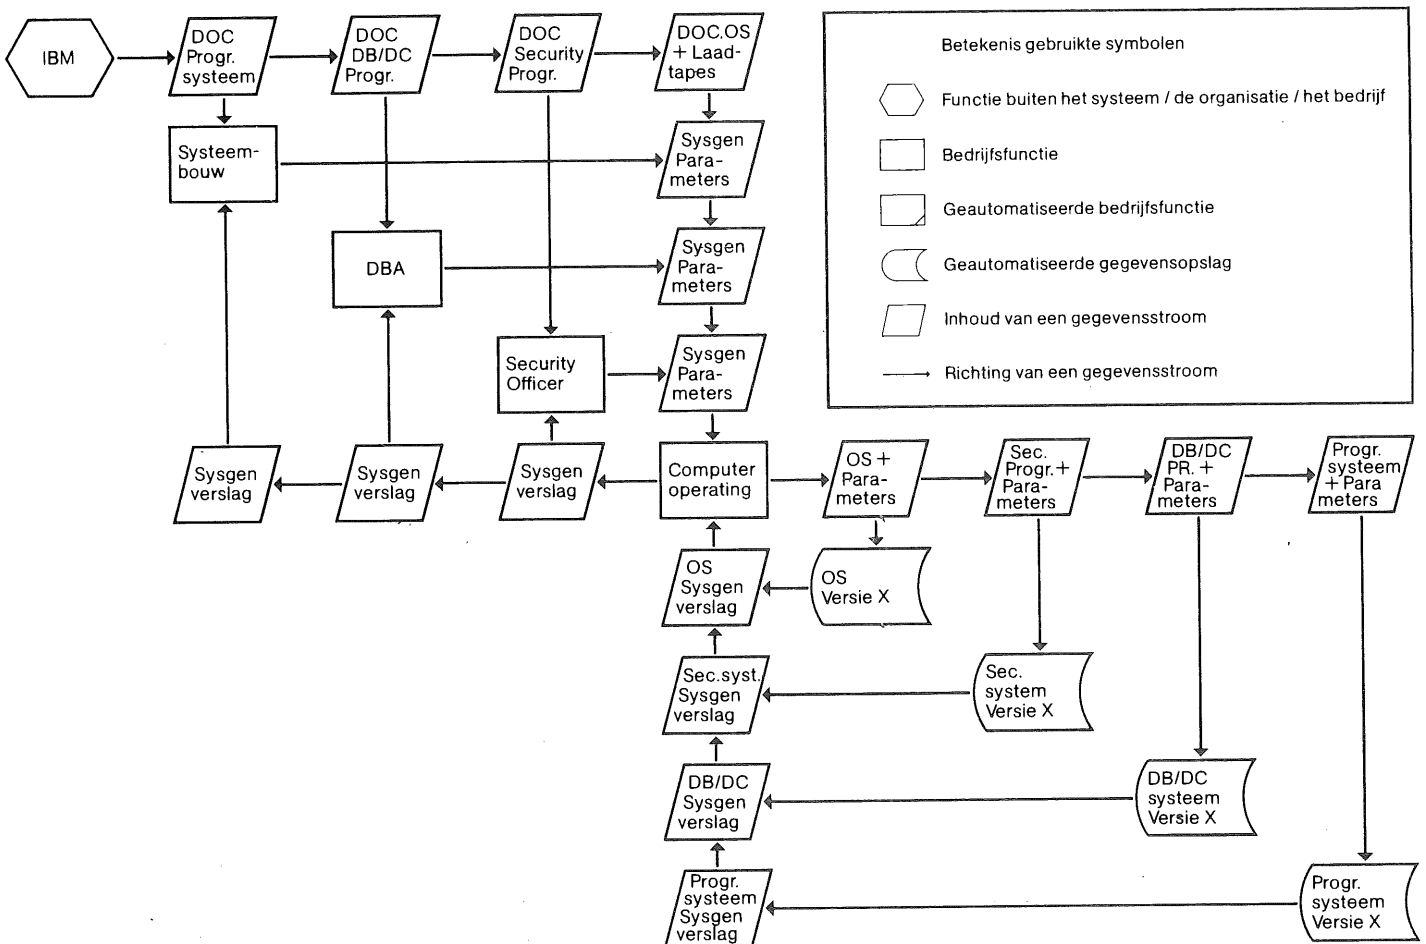 IBM
DOC
Progr.
systeem
DOC
DB/DC
Progr.
DOC
Security
Progr.
DOC.OS
+ Laad-
tapes
Systeem-
bouw
Sysgen
Para-
meters
DBA
Sysgen
Para-
meters
Security
Officer
Sysgen
Para-
meters
Betekenis gebruikte symbolen
Functie buiten het systeem / de organisatie / het bedrijf
Bedrijfsfunctie
Geautomatiseerde bedrijfsfunctie
Geautomatiseerde gegevensopslag
Inhoud van een gegevensstroom
Richting van een gegevensstroom
Sysgen
verslag
Sysgen
verslag
Sysgen
verslag
Computer
operating
OS +
Para-
meters
Sec.
Progr.+
Para-
meters
DB/DC
PR. +
Para-
meters
Progr.
systeem
+ Para
meters
OS
Sysgen
verslag
OS
Versie X
Sec.syst.
Sysgen
verslag
Sec.
system
Versie X
DB/DC
Sysgen
verslag
DB/DC
systeem
Versie X
Progr.
systeem
Sysgen
verslag
Progr.
systeem
Versie X